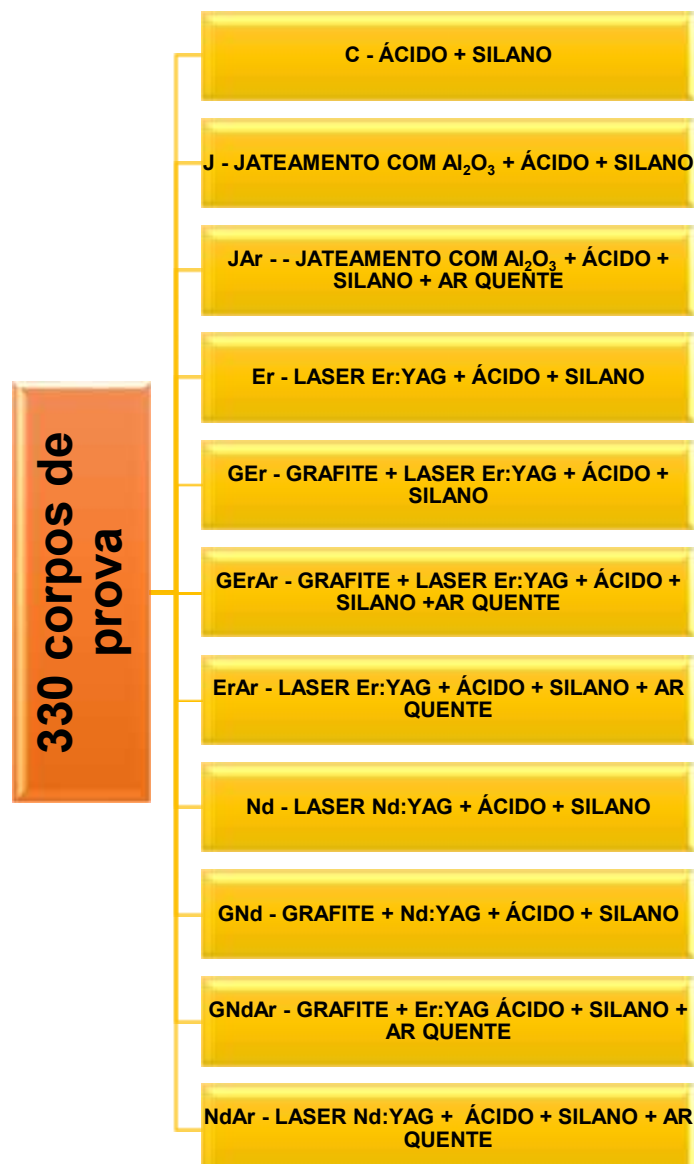 330 corpos de
prova
C - ÁCIDO + SILANO
J - JATEAMENTO COM Al₂O₃ + ÁCIDO + SILANO
JAr - - JATEAMENTO COM Al₂O₃ + ÁCIDO +
SILANO + AR QUENTE
Er - LASER Er:YAG + ÁCIDO + SILANO
GEr - GRAFITE + LASER Er:YAG + ÁCIDO +
SILANO
GErAr - GRAFITE + LASER Er:YAG + ÁCIDO +
SILANO +AR QUENTE
ErAr - LASER Er:YAG + ÁCIDO + SILANO + AR
QUENTE
Nd - LASER Nd:YAG + ÁCIDO + SILANO
GNd - GRAFITE + Nd:YAG + ÁCIDO + SILANO
GNdAr - GRAFITE + Er:YAG ÁCIDO + SILANO +
AR QUENTE
NdAr - LASER Nd:YAG + ÁCIDO + SILANO + AR
QUENTE